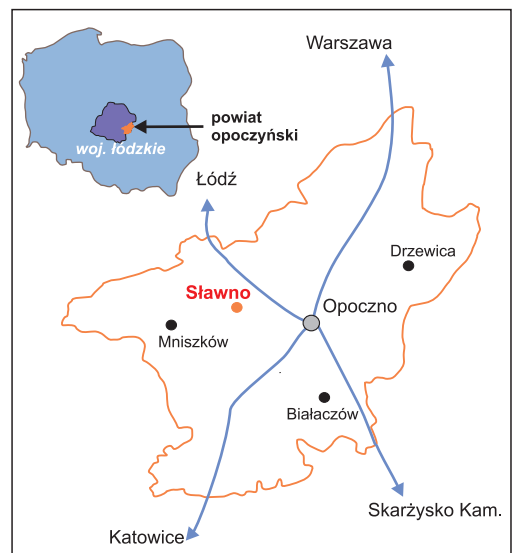 Warszawa
powiat
opoczyński
woj. łódzkie
Łódź
Drzewica
Sławno
Opoczno
Mniszków
Białaczów
Skarżysko Kam.
Katowice